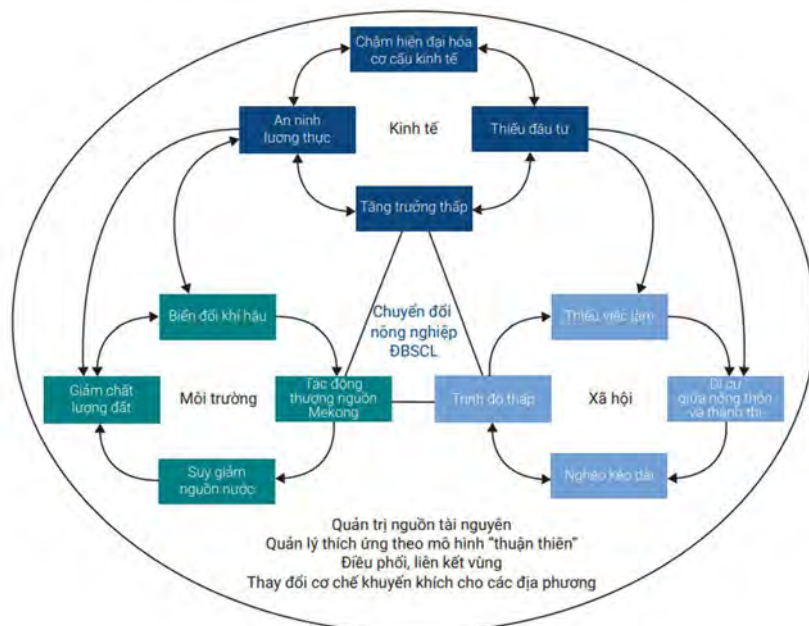 Chậm hiện đại hóa
cơ cấu kinh tế
An ninh
lương thực
Kinh tế
Thiếu đầu tư
Tăng trưởng thấp
Chuyển đổi
nông nghiệp
ĐBSCL
Biến đổi khí hậu
Thiếu việc làm
Giảm chất
lượng đất
Môi trường
Tác động
thượng nguồn
Mekong
Trình độ thấp
Xã hội
Di cư
giữa nông thôn
và thành thị
Suy giảm
nguồn nước
Nghèo kéo dài
Quản trị nguồn tài nguyên
Quản lý thích ứng theo mô hình “thuận thiên”
Điều phối, liên kết vùng
Thay đổi cơ chế khuyến khích cho các địa phương